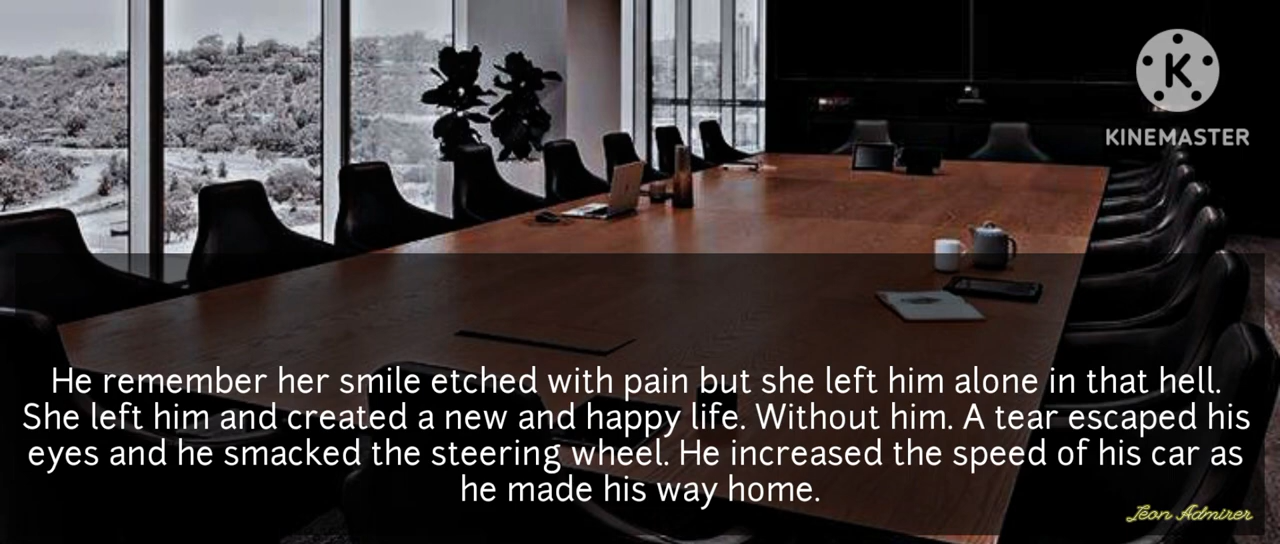 K
KINEMASTER
He remember her smile etched with pain but she left him alone in that hell.
She left him and created a new and happy life. Without him. A tear escaped his
eyes and he smacked the steering wheel. He increased the speed of his car as
he made his way home.
Jeon Admirer